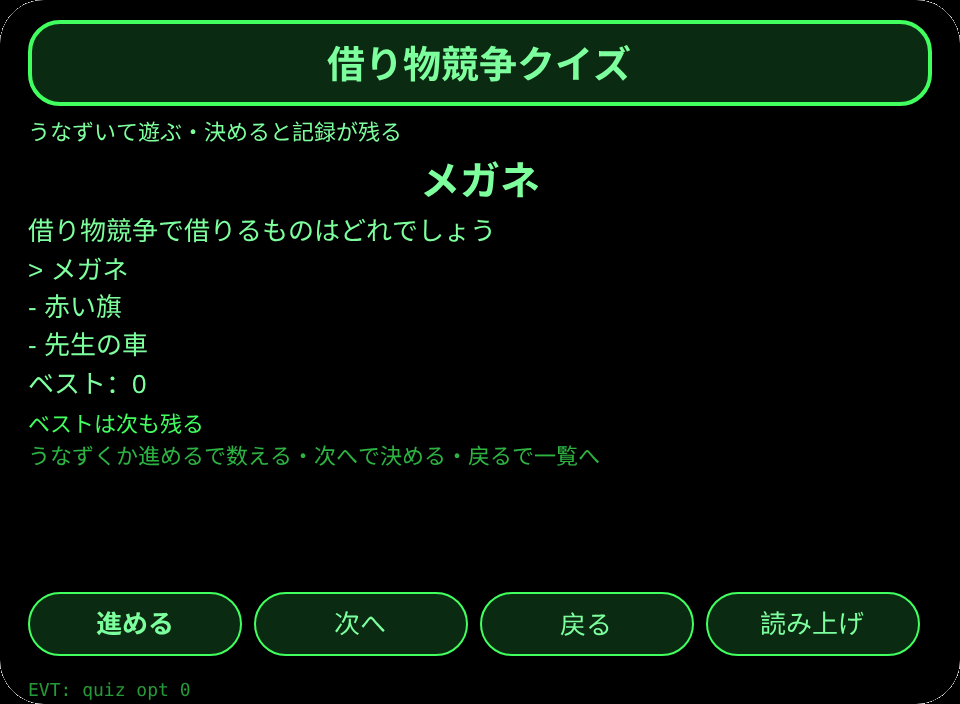 借り物競争クイズ
うなずいて遊ぶ・決めると記録が残る
メガネ
借り物競争で借りるものはどれでしょう
> メガネ
- 赤い旗
- 先生の車
ベスト: 0
ベストは次も残る
うなずくか進めるで数える・次へで決める・戻るで一覧へ
進める
次へ
戻る
読み上げ
EVT: quiz opt 0